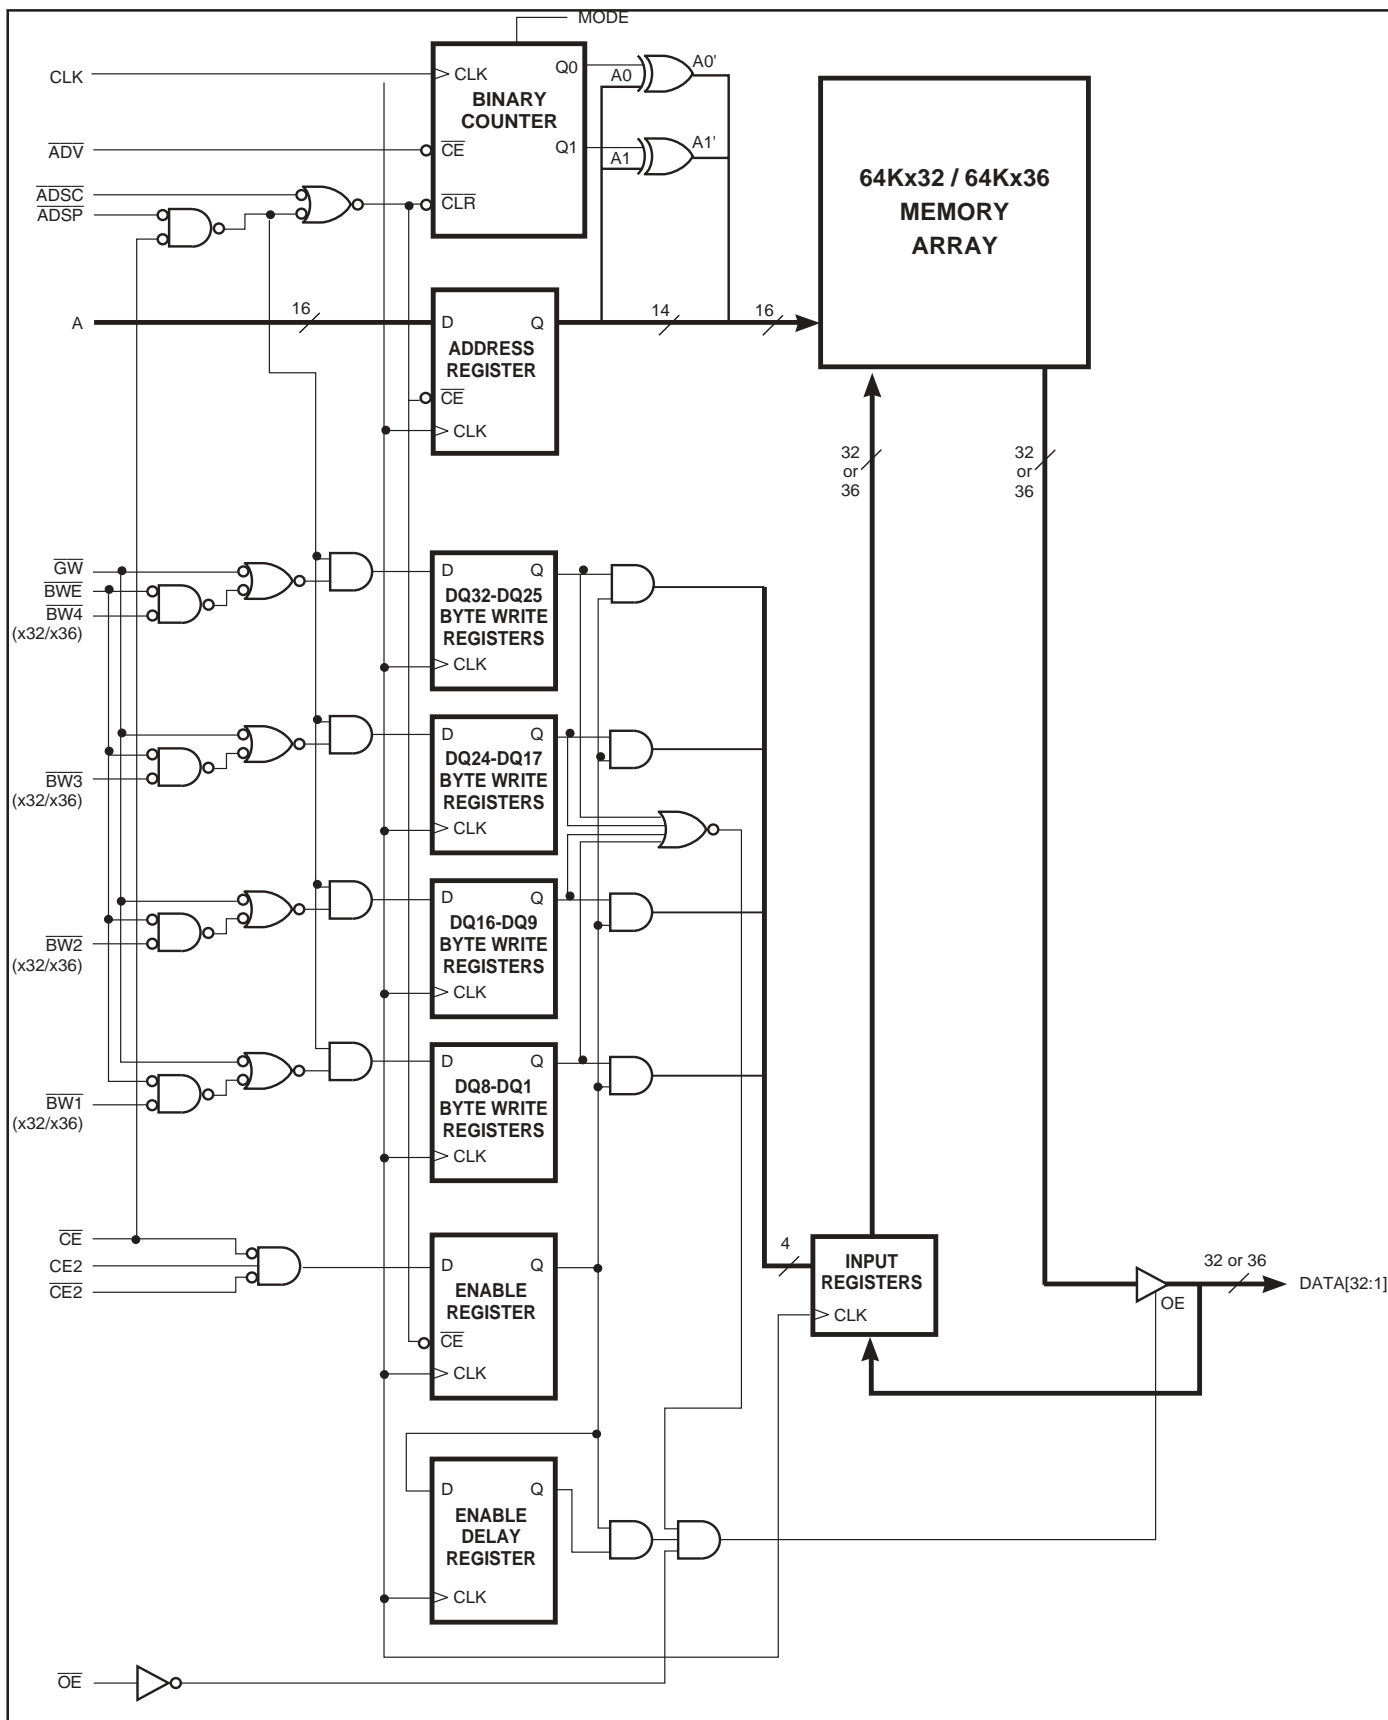 MODE
CLK
CLK
Q0
A0
A0'
BINARY
COUNTER
64Kx32 / 64Kx36
MEMORY
ARRAY
ADV
CE
Q1
A1
A1'
ADSC
ADSP
CLR
A
16
D
Q
14
16
ADDRESS
REGISTER
CE
CLK
32
or
36
32
or
36
GW
BWE
BW4
(x32/x36)
D
Q
DQ32-DQ25
BYTE WRITE
REGISTERS
CLK
BW3
(x32/x36)
D
Q
DQ24-DQ17
BYTE WRITE
REGISTERS
CLK
BW2
(x32/x36)
D
Q
DQ16-DQ9
BYTE WRITE
REGISTERS
CLK
BW1
(x32/x36)
D
Q
DQ8-DQ1
BYTE WRITE
REGISTERS
CLK
CE
CE2
CE2
D
Q
ENABLE
REGISTER
CE
CLK
4
INPUT
REGISTERS
CLK
32 or 36
OE
DATA[32:1]
D
Q
ENABLE
DELAY
REGISTER
CLK
OE